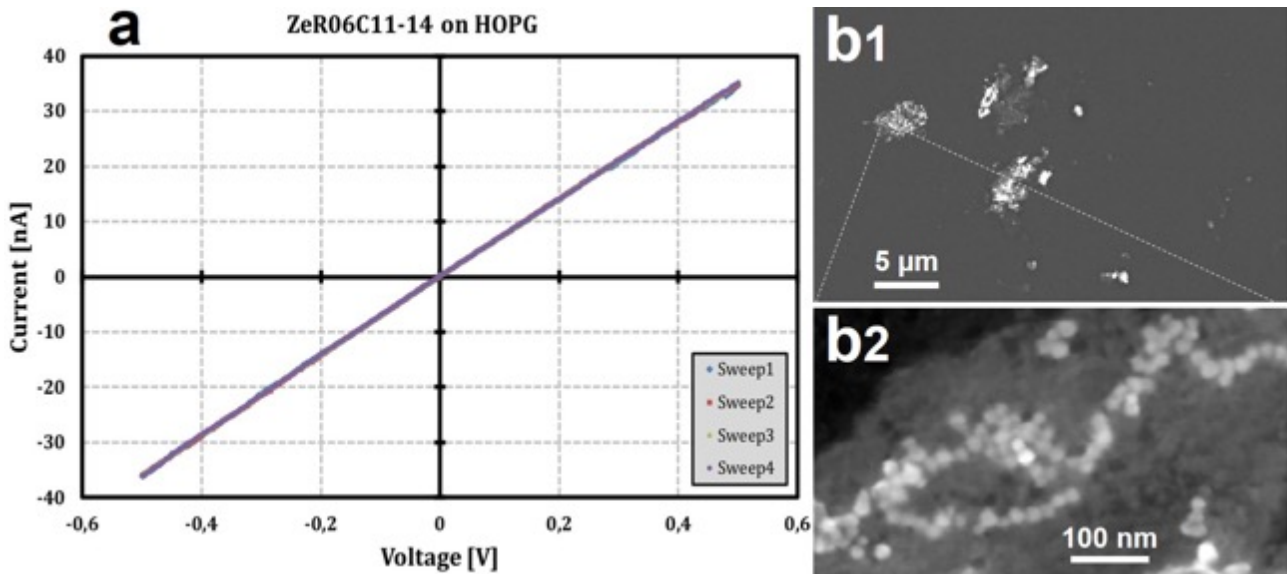 a
ZeR06C11-14 on HOPG
40
30
20
10
0
-10
-20
-30
-40
Current [nA]
-0,6
-0,4
-0,2
0
0,2
0,4
0,6
Voltage [V]
Sweep1
Sweep2
Sweep3
Sweep4
b1
5 µm
b2
100 nm